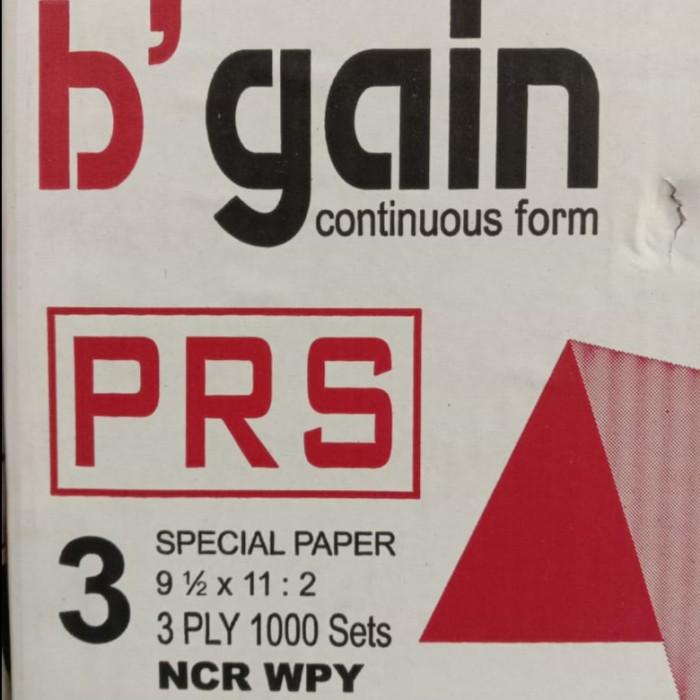 b'gain
continuous form
PRS
3
SPECIAL PAPER
9 ½ x 11 : 2
3 PLY 1000 Sets
NCR WPY